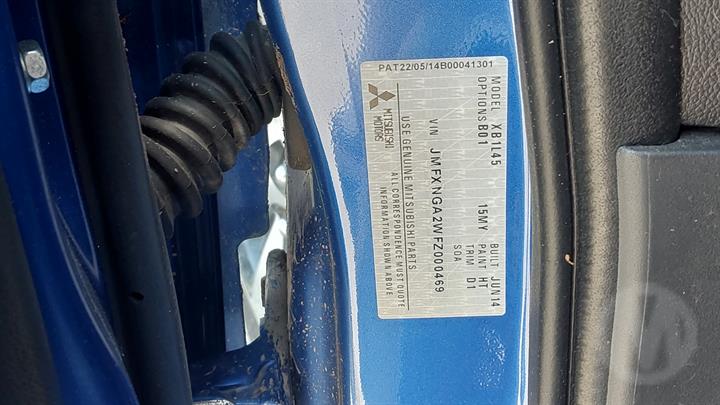 PAT22/05/14B00041301
MODEL XB1L45 15MY BUILT JUN14
OPTIONS B01 PAINT HT
TRIM D1
SOA
VIN JMFXNGA2WFZ000469
MITSUBISHI MOTORS
USE GENUINE MITSUBISHI PARTS
ALL CORRESPONDENCE MUST QUOTE
INFORMATION SHOWN ABOVE